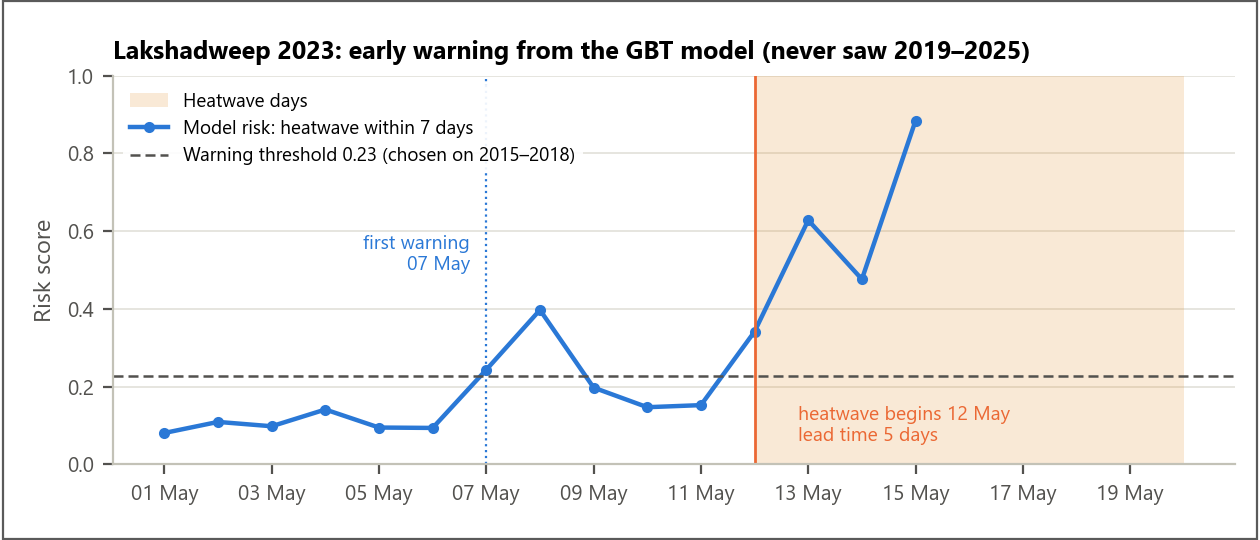 Lakshadweep 2023: early warning from the GBT model (never saw 2019–2025)
1.0
0.8
0.6
0.4
0.2
0.0
Risk score
Heatwave days
Model risk: heatwave within 7 days
Warning threshold 0.23 (chosen on 2015–2018)
first warning
07 May
heatwave begins 12 May
lead time 5 days
01 May 03 May 05 May 07 May 09 May 11 May 13 May 15 May 17 May 19 May